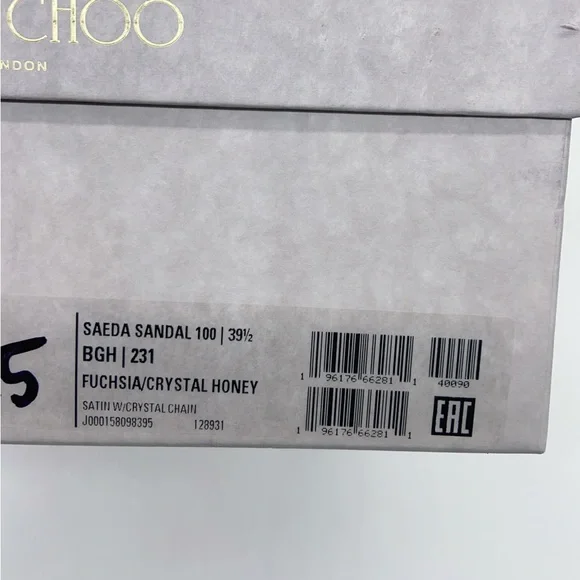 CHOO
NDON
5
SAEDA SANDAL 100 | 39½
BGH | 231
FUCHSIA/CRYSTAL HONEY
SATIN W/CRYSTAL CHAIN
J000158098395 128931
1 96176 66281 1
40090
1 96176 66281 1
EAC